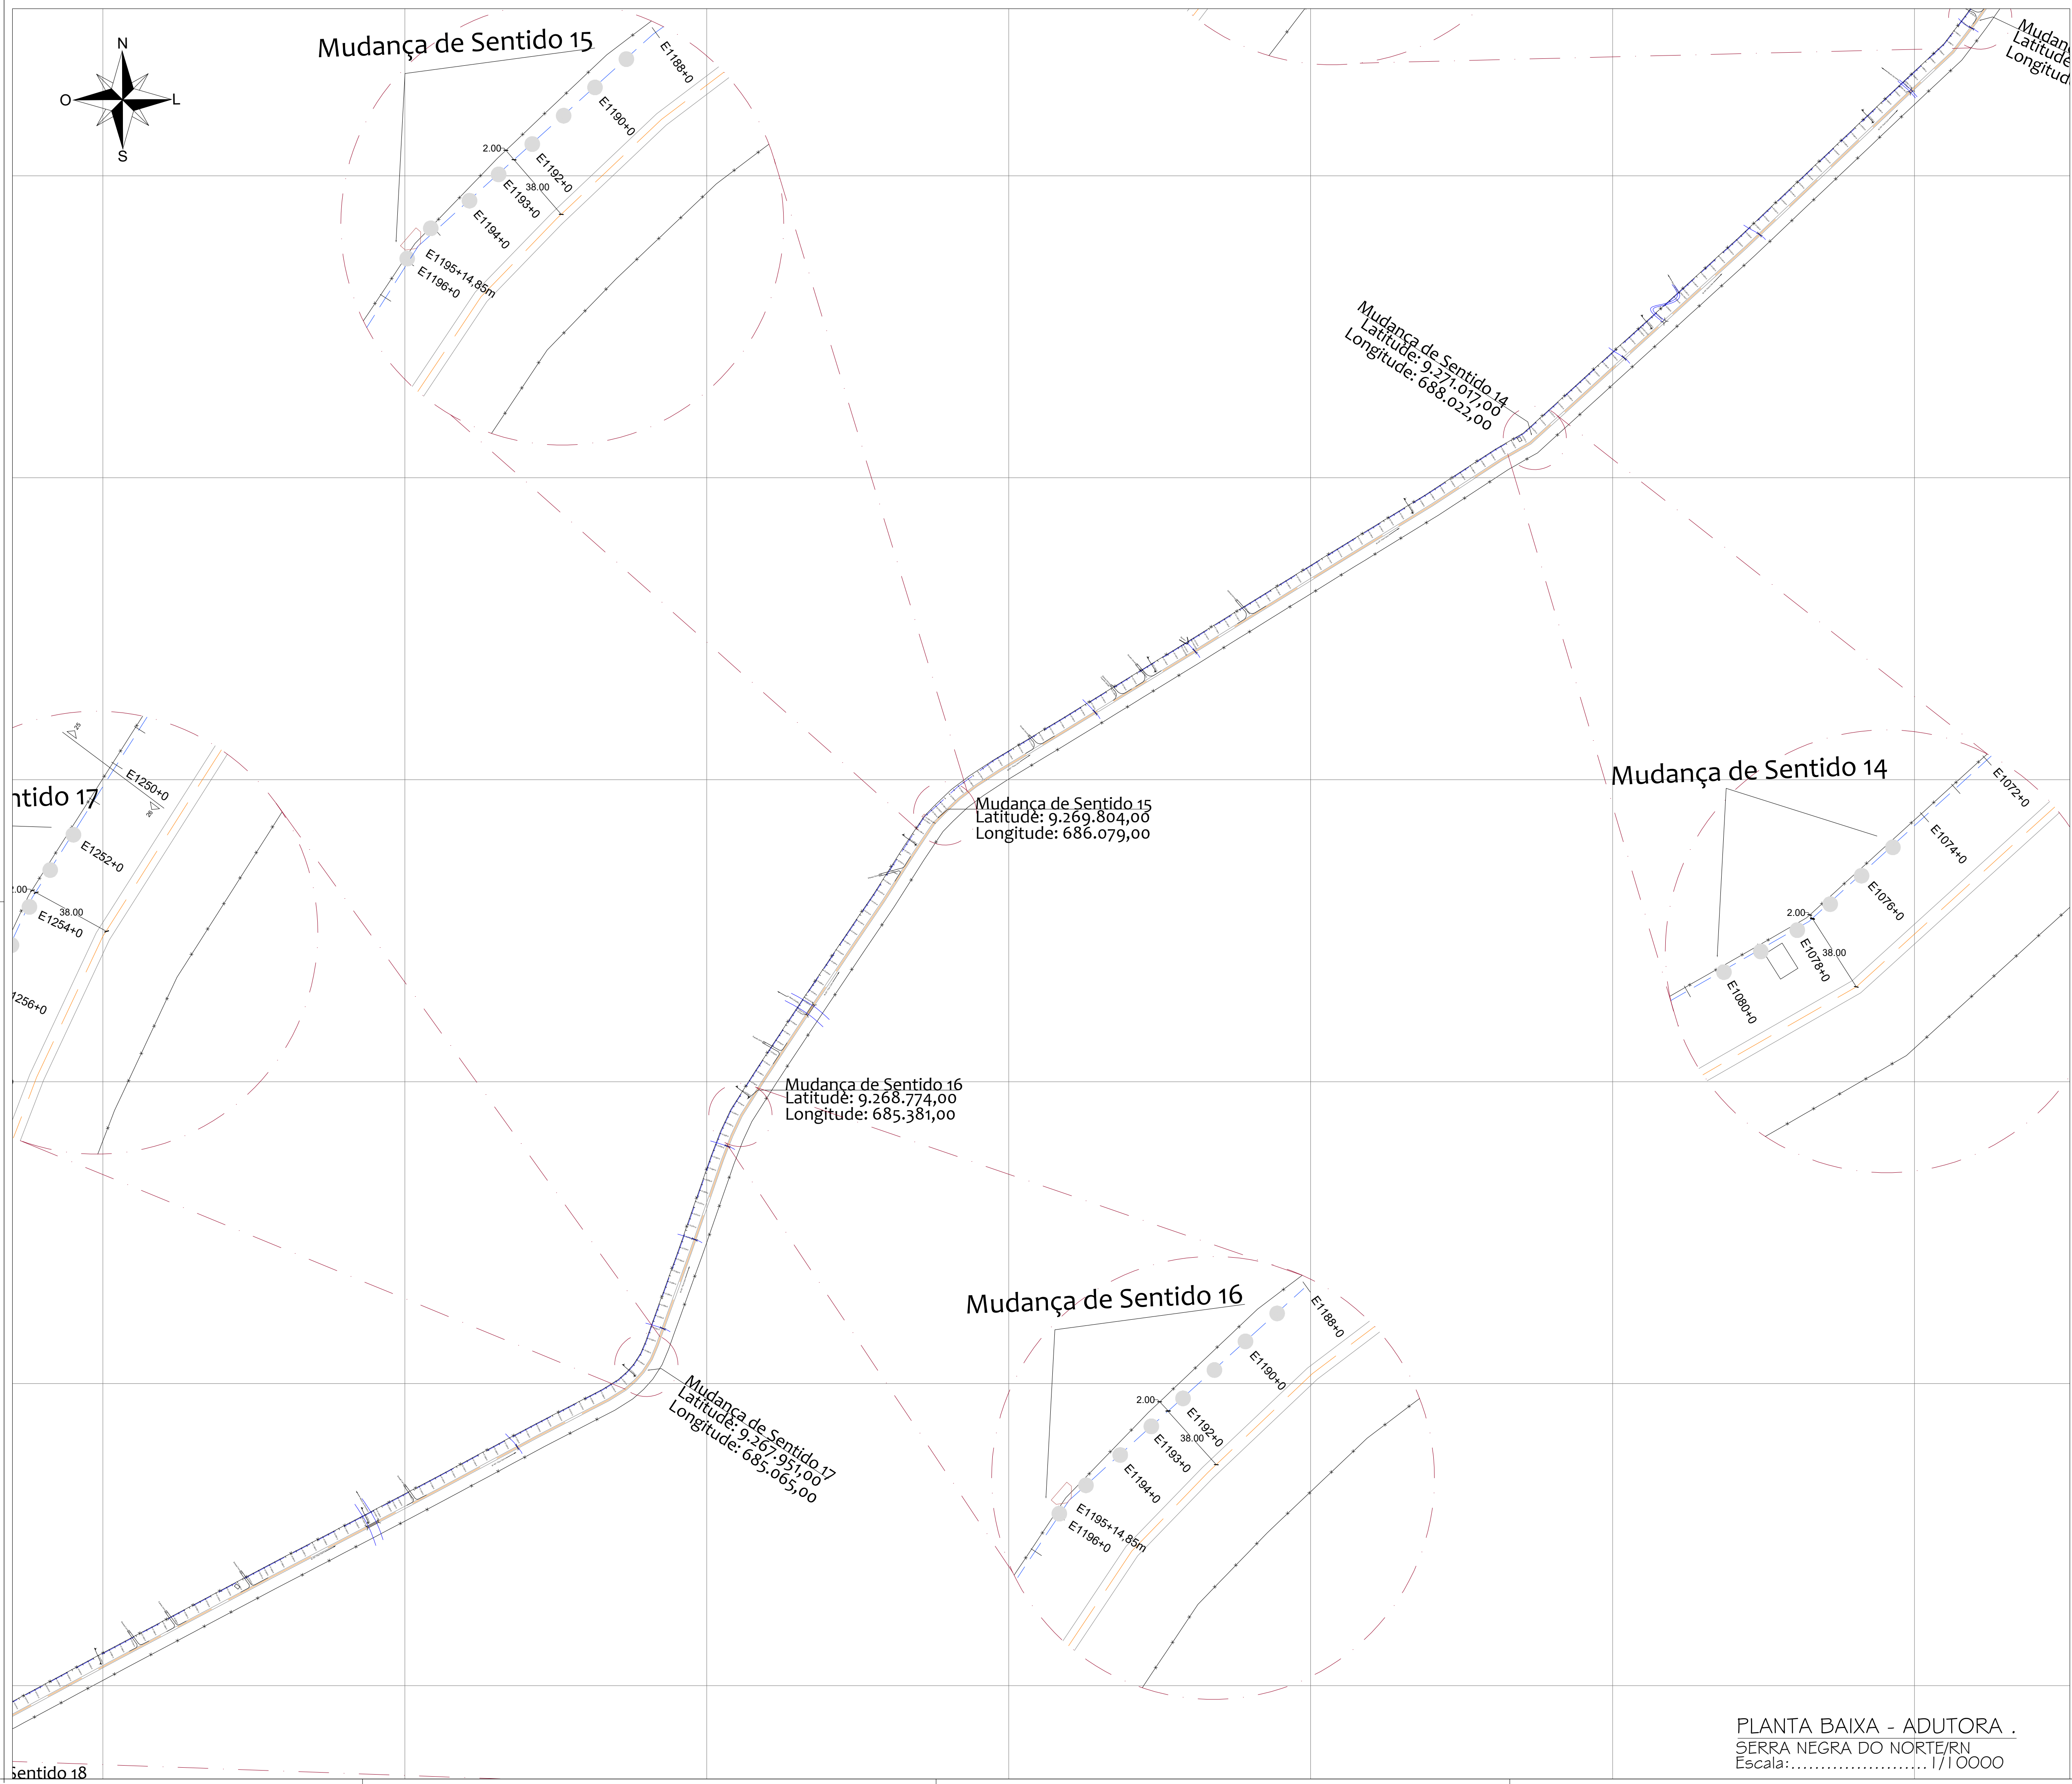 N
O
L
S
Mudança de Sentido 15
E1188+0
E1190+0
2.00
E1192+0
38.00
E1193+0
E1194+0
E1195+14,85m
E1196+0
Mudança de Sentido 14
Latitude: 9.271.017,00
Longitude: 688.022,00
25
E1250+0
26
ntido 17
E1252+0
2.00
38.00
E1254+0
1256+0
Mudança de Sentido 15
Latitude: 9.269.804,00
Longitude: 686.079,00
Mudança de Sentido 14
E1072+0
E1074+0
E1076+0
2.00
E1078+0
38.00
E1080+0
Mudança de Sentido 16
Latitude: 9.268.774,00
Longitude: 685.381,00
Mudança de Sentido 16
E1188+0
E1190+0
2.00
E1192+0
38.00
E1193+0
E1194+0
E1195+14,85m
E1196+0
Mudança de Sentido 17
Latitude: 9.267.951,00
Longitude: 685.065,00
PLANTA BAIXA - ADUTORA .
SERRA NEGRA DO NORTE/RN
Escala:.......................1/10000
Sentido 18